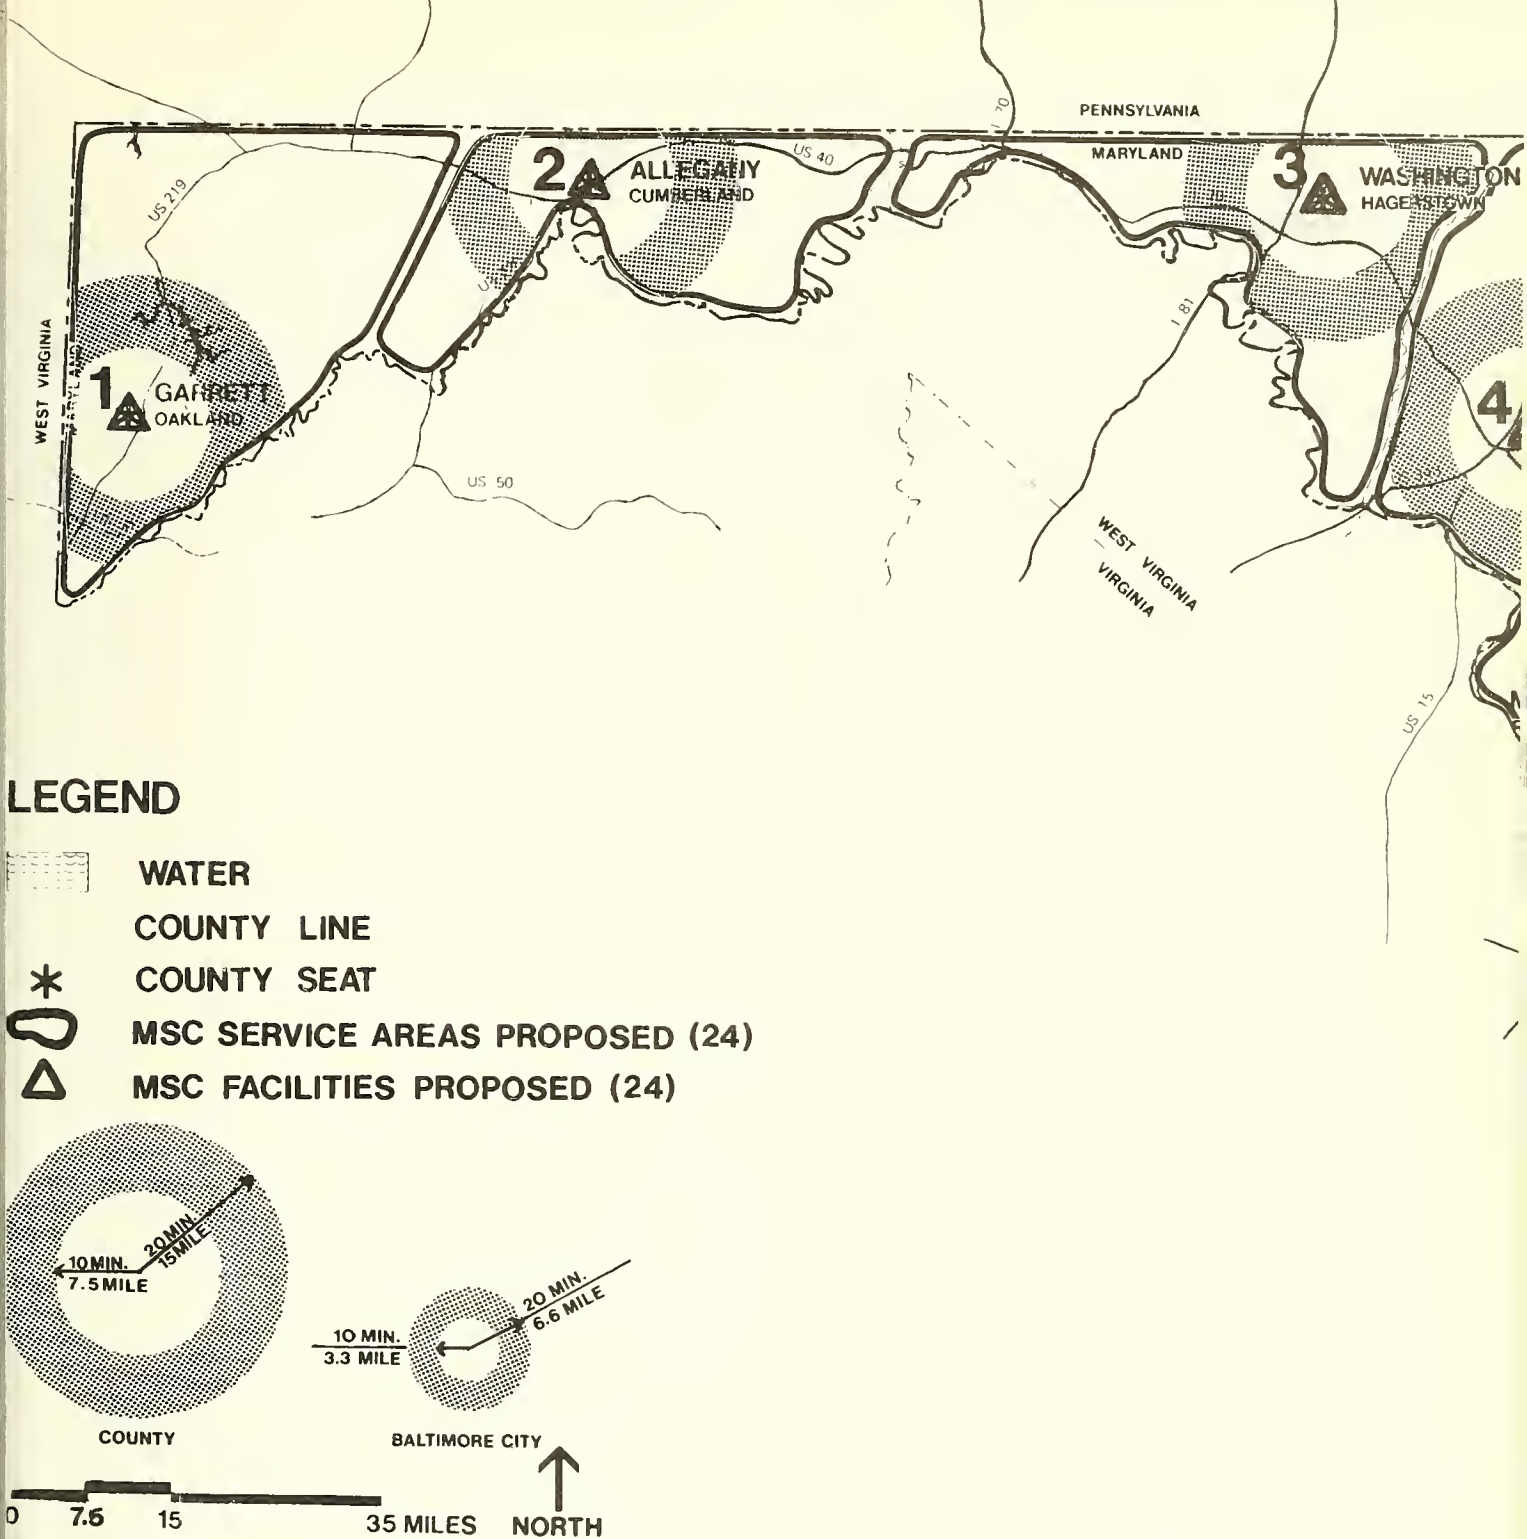 PENNSYLVANIA
MARYLAND
I 70
US 40
US 219
2
ALLEGANY
CUMBERLAND
3
WASHINGTON
HAGERSTOWN
WEST VIRGINIA
MARYLAND
1
GARRETT
OAKLAND
I 81
4
US 50
WEST VIRGINIA
VIRGINIA
US 15
LEGEND
WATER
COUNTY LINE
COUNTY SEAT
MSC SERVICE AREAS PROPOSED (24)
MSC FACILITIES PROPOSED (24)
20 MIN.
15 MILE
10 MIN.
7.5 MILE
20 MIN.
6.6 MILE
10 MIN.
3.3 MILE
COUNTY
BALTIMORE CITY
0 7.5 15 35 MILES NORTH